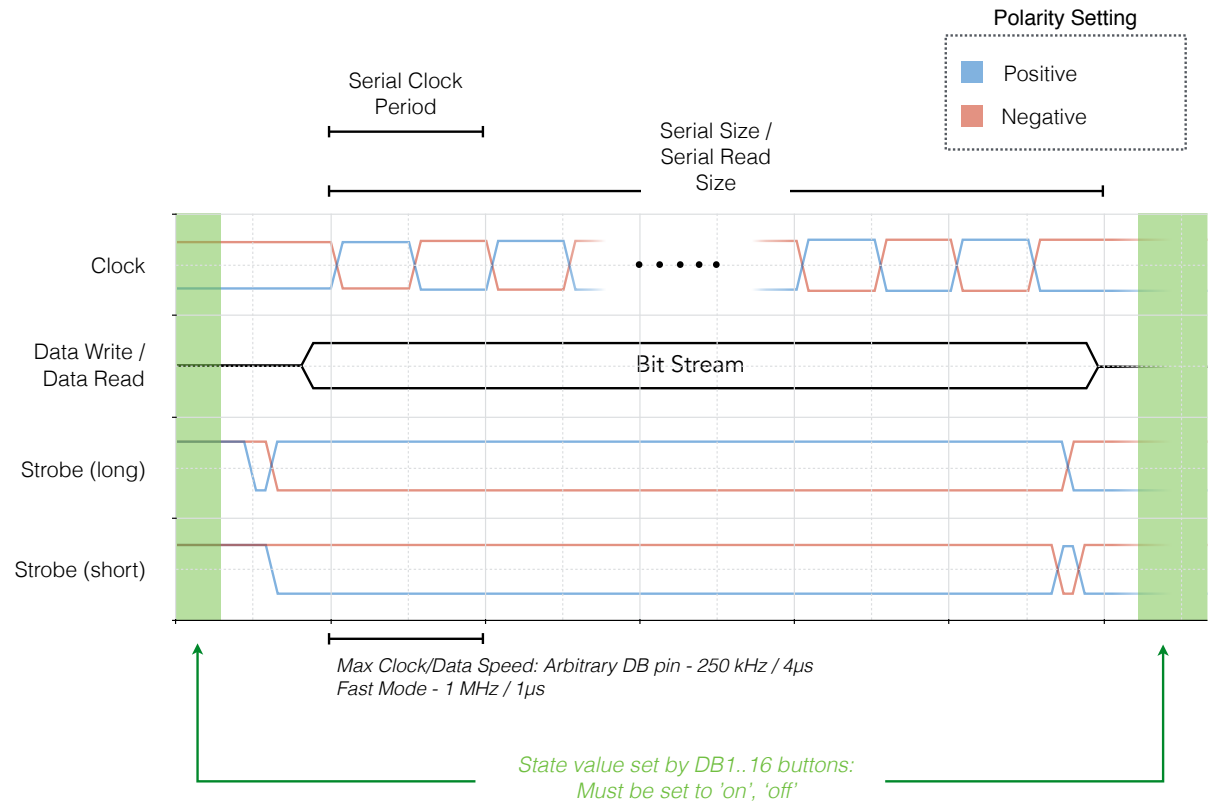 Polarity Setting
Positive
Negative
Serial Clock
Period
Serial Size /
Serial Read
Size
Clock
Data Write /
Data Read
Bit Stream
Strobe (long)
Strobe (short)
Max Clock/Data Speed: Arbitrary DB pin - 250 kHz / 4µs
Fast Mode - 1 MHz / 1µs
State value set by DB1..16 buttons:
Must be set to 'on', 'off'